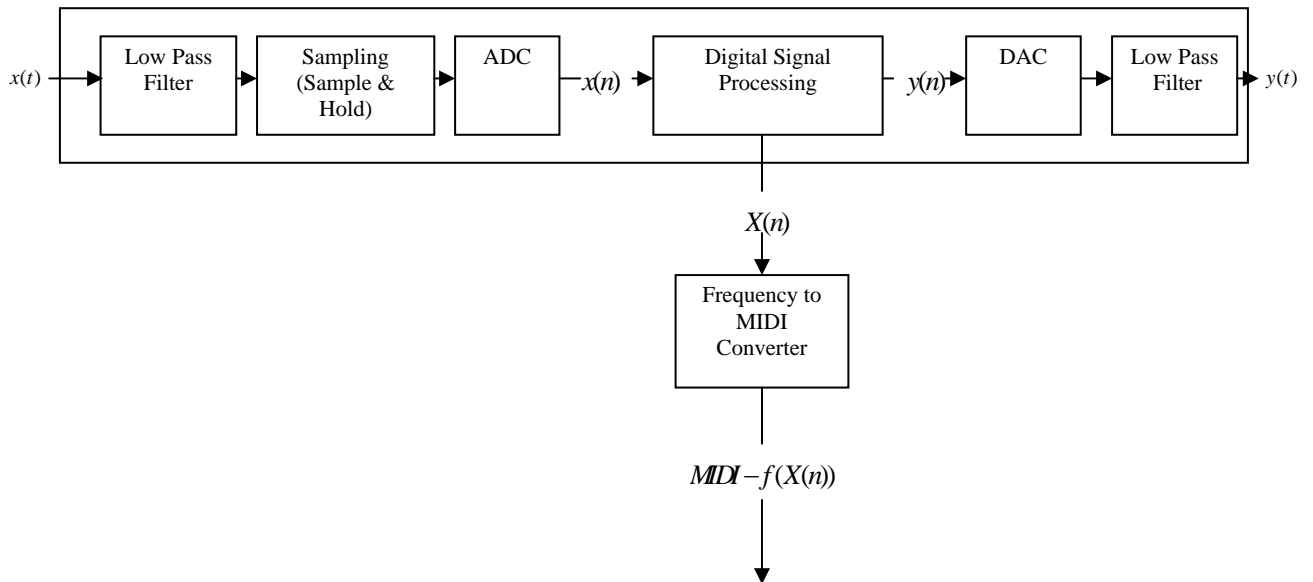 x(t)
Low Pass
Filter
Sampling
(Sample &
Hold)
ADC
x(n)
Digital Signal
Processing
y(n)
DAC
Low Pass
Filter
y(t)
X(n)
Frequency to
MIDI
Converter
MIDI – f(X(n))